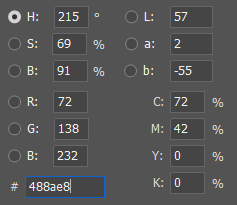 H: 215 ° L: 57
S: 69 % a: 2
B: 91 % b: -55
R: 72 C: 72 %
G: 138 M: 42 %
B: 232 Y: 0 %
# 488ae8 K: 0 %